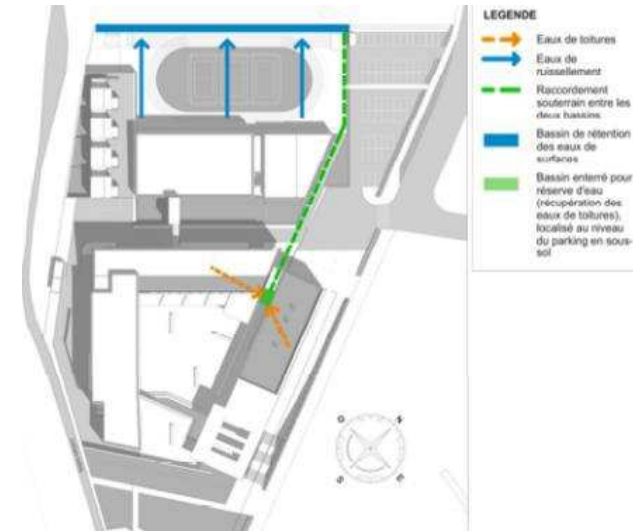 LEGENDE
Eaux de toitures
Eaux de
ruissellement
Raccordement
souterrain entre les
deux bassins
Bassin de rétention
des eaux de
surfaces
Bassin enterré pour
réserve d'eau
(récupération des
eaux de toitures),
localisé au niveau
du parking en sous-
sol
O N
S E